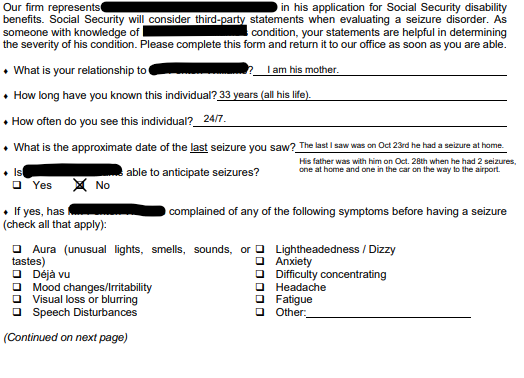 Our firm represents in his application for Social Security disability
benefits. Social Security will consider third-party statements when evaluating a seizure disorder. As
someone with knowledge of condition, your statements are helpful in determining
the severity of his condition. Please complete this form and return it to our office as soon as you are able.
♦ What is your relationship to ? I am his mother.
♦ How long have you known this individual? 33 years (all his life).
♦ How often do you see this individual? 24/7.
♦ What is the approximate date of the last seizure you saw? The last I saw was on Oct 23rd he had a seizure at home.
His father was with him on Oct. 28th when he had 2 seizures,
one at home and one in the car on the way to the airport.
♦ Is able to anticipate seizures?
❑ Yes ❑ No
♦ If yes, has complained of any of the following symptoms before having a seizure
(check all that apply):
❑ Aura (unusual lights, smells, sounds, or
tastes)
❑ Déjà vu
❑ Mood changes/Irritability
❑ Visual loss or blurring
❑ Speech Disturbances
❑ Lightheadedness / Dizzy
❑ Anxiety
❑ Difficulty concentrating
❑ Headache
❑ Fatigue
❑ Other:
(Continued on next page)